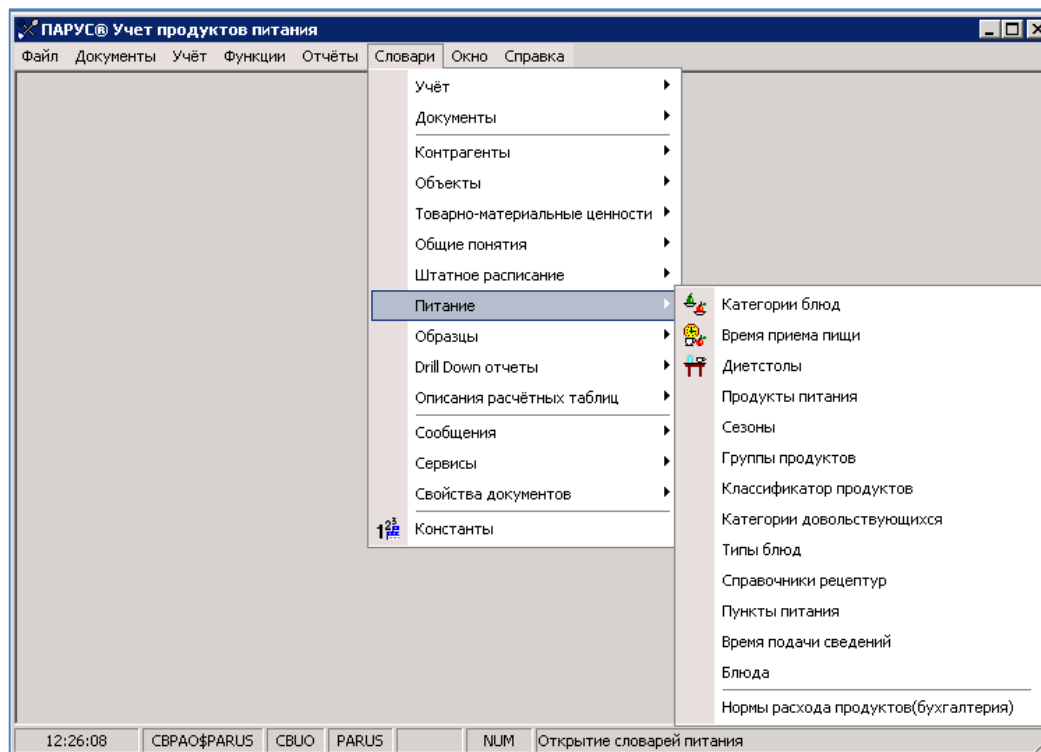 ПАРУС® Учет продуктов питания
Файл Документы Учёт Функции Отчёты Словари Окно Справка
Учёт
Документы
Контрагенты
Объекты
Товарно-материальные ценности
Общие понятия
Штатное расписание
Питание
Образцы
Drill Down отчеты
Описания расчётных таблиц
Сообщения
Сервисы
Свойства документов
Константы
Категории блюд
Время приема пищи
Диетстолы
Продукты питания
Сезоны
Группы продуктов
Классификатор продуктов
Категории довольствующихся
Типы блюд
Справочники рецептур
Пункты питания
Время подачи сведений
Блюда
Нормы расхода продуктов(бухгалтерия)
12:26:08 CBPAO$PARUS CBUO PARUS NUM Открытие словарей питания